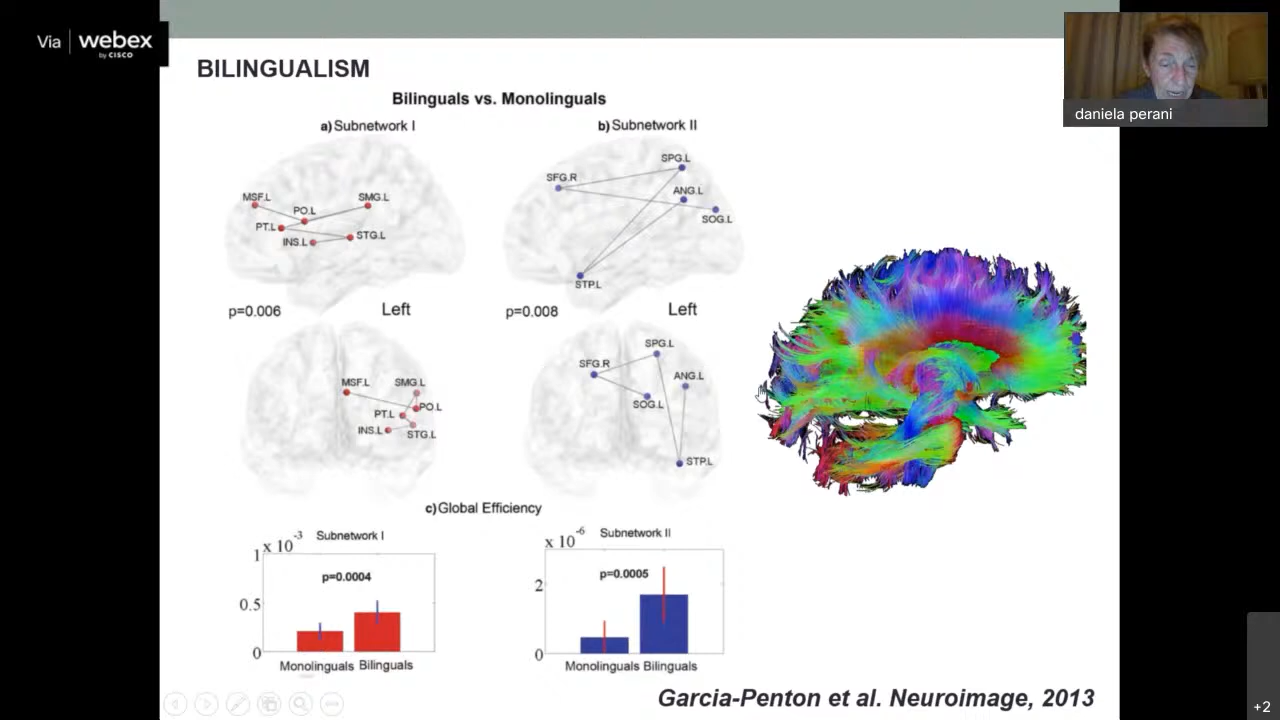 Via | webex
by CISCO
daniela perani
BILINGUALISM
Bilinguals vs. Monolinguals
a) Subnetwork I
b) Subnetwork II
MSF.L
SMG.L
PO.L
PT.L
STG.L
INS.L
p=0.006
Left
SPG.L
SFG.R
ANG.L
SOG.L
STP.L
p=0.008
Left
MSF.L
SMG.L
PO.L
PT.L
INS.L
STG.L
SPG.L
SFG.R
ANG.L
SOG.L
STP.L
c) Global Efficiency
Subnetwork I
1 x 10-3
p=0.0004
0.5
0
Monolinguals Bilinguals
Subnetwork II
x 10-6
p=0.0005
2
0
Monolinguals Bilinguals
Garcia-Penton et al. Neuroimage, 2013
+2